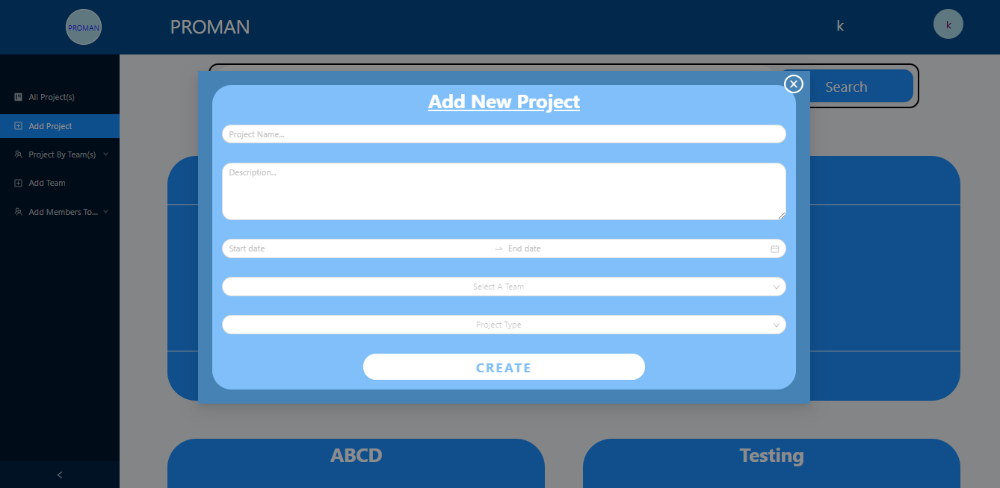 PROMAN
PROMAN
k
k
Search
All Project(s)
Add Project
Project By Team(s)
Add Team
Add Members To...
Add New Project
Project Name...
Description...
Start date
End date
Select A Team
Project Type
CREATE
ABCD
Testing